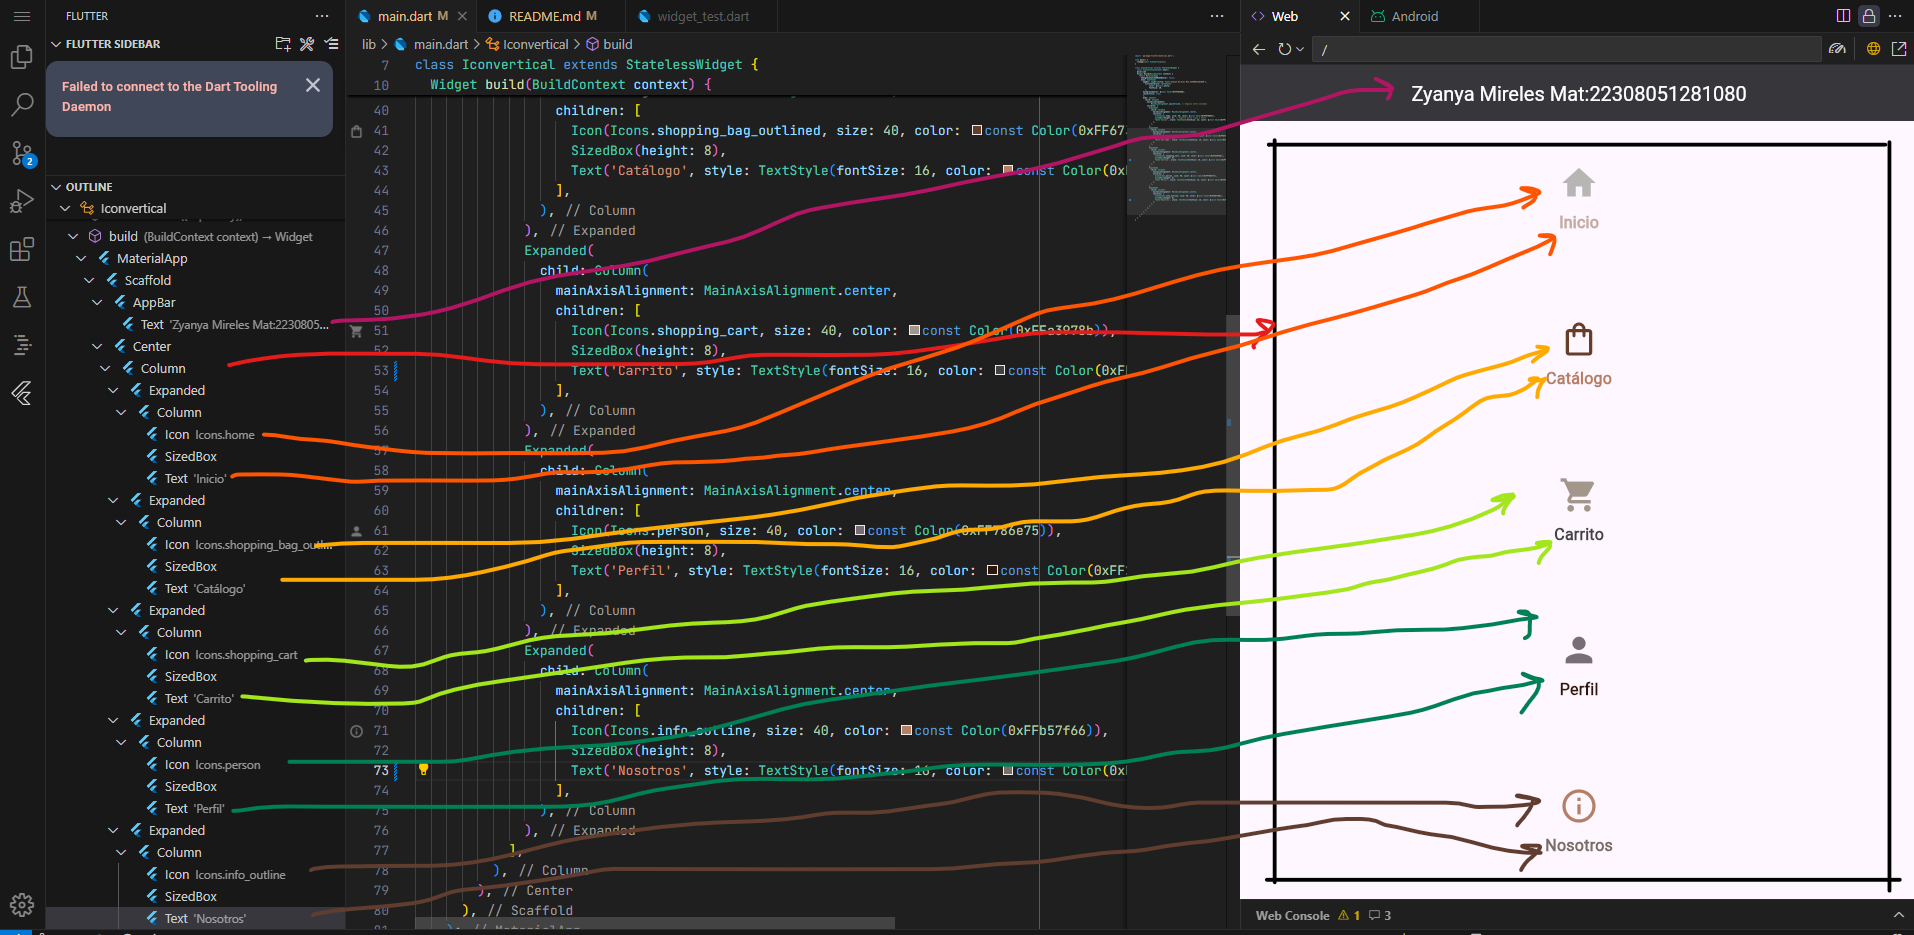 FLUTTER
FLUTTER SIDEBAR
Failed to connect to the Dart Tooling
Daemon
2
OUTLINE
Iconvertical
build (BuildContext context) → Widget
MaterialApp
Scaffold
AppBar
Text 'Zyanya Mireles Mat:2230805...
Center
Column
Expanded
Column
Icon Icons.home
SizedBox
Text 'Inicio'
Expanded
Column
Icon Icons.shopping_bag_outl...
SizedBox
Text 'Catálogo'
Expanded
Column
Icon Icons.shopping_cart
SizedBox
Text 'Carrito'
Expanded
Column
Icon Icons.person
SizedBox
Text 'Perfil'
Expanded
Column
Icon Icons.info_outline
SizedBox
Text 'Nosotros'
main.dart M
README.md M
widget_test.dart
lib > main.dart > Iconvertical > build
7 class Iconvertical extends StatelessWidget {
10 Widget build(BuildContext context) {
40 children: [
41 Icon(Icons.shopping_bag_outlined, size: 40, color: const Color(0xFF67
42 SizedBox(height: 8),
43 Text('Catálogo', style: TextStyle(fontSize: 16, color: const Color(0x
44 ],
45 ), // Column
46 ), // Expanded
47 Expanded(
48 child: Column(
49 mainAxisAlignment: MainAxisAlignment.center,
50 children: [
51 Icon(Icons.shopping_cart, size: 40, color: const Color(0xFFa3978b)),
52 SizedBox(height: 8),
53 Text('Carrito', style: TextStyle(fontSize: 16, color: const Color(0xF
54 ],
55 ), // Column
56 ), // Expanded
57 Expanded(
58 child: Column(
59 mainAxisAlignment: MainAxisAlignment.center,
60 children: [
61 Icon(Icons.person, size: 40, color: const Color(0xFF786e75)),
62 SizedBox(height: 8),
63 Text('Perfil', style: TextStyle(fontSize: 16, color: const Color(0xFF
64 ],
65 ), // Column
66 ), // Expanded
67 Expanded(
68 child: Column(
69 mainAxisAlignment: MainAxisAlignment.center,
70 children: [
71 Icon(Icons.info_outline, size: 40, color: const Color(0xFFb57f66)),
72 SizedBox(height: 8),
73 Text('Nosotros', style: TextStyle(fontSize: 16, color: const Color(0x
74 ],
75 ), // Column
76 ), // Expanded
77 ],
78 ), // Column
79 ), // Center
80 ), // Scaffold
81 ); // MaterialApp
Web
Android
/
Zyanya Mireles Mat:22308051281080
Inicio
Catálogo
Carrito
Perfil
Nosotros
Web Console 1 3